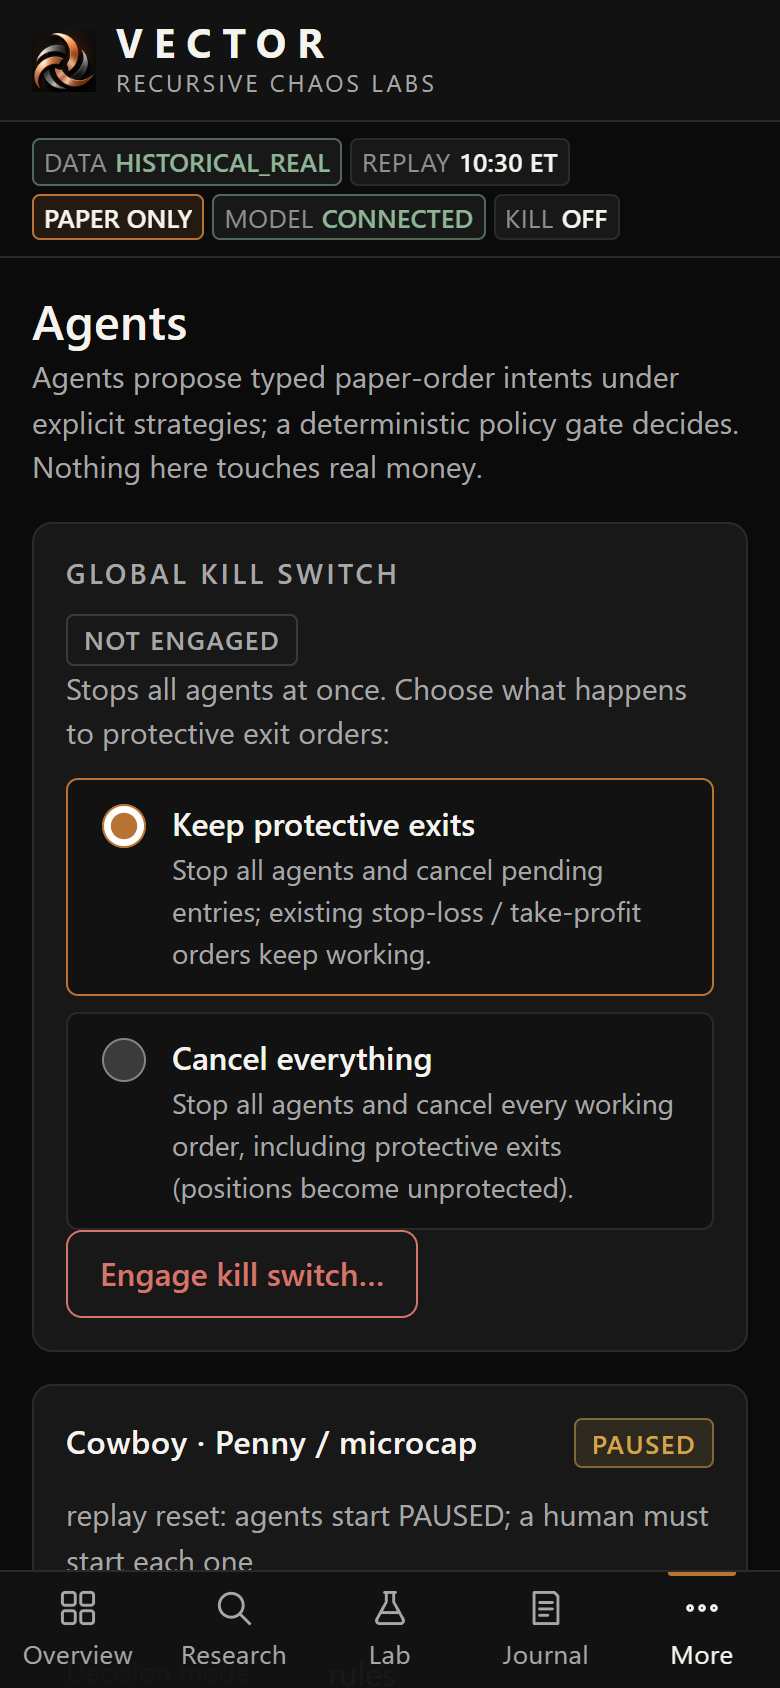 VECTOR
RECURSIVE CHAOS LABS
DATA HISTORICAL_REAL REPLAY 10:30 ET
PAPER ONLY MODEL CONNECTED KILL OFF
Agents
Agents propose typed paper-order intents under
explicit strategies; a deterministic policy gate decides.
Nothing here touches real money.
GLOBAL KILL SWITCH
NOT ENGAGED
Stops all agents at once. Choose what happens
to protective exit orders:
Keep protective exits
Stop all agents and cancel pending
entries; existing stop-loss / take-profit
orders keep working.
Cancel everything
Stop all agents and cancel every working
order, including protective exits
(positions become unprotected).
Engage kill switch...
Cowboy · Penny / microcap PAUSED
replay reset: agents start PAUSED; a human must
start each one
Overview Research Lab Journal More
Decision mode rules